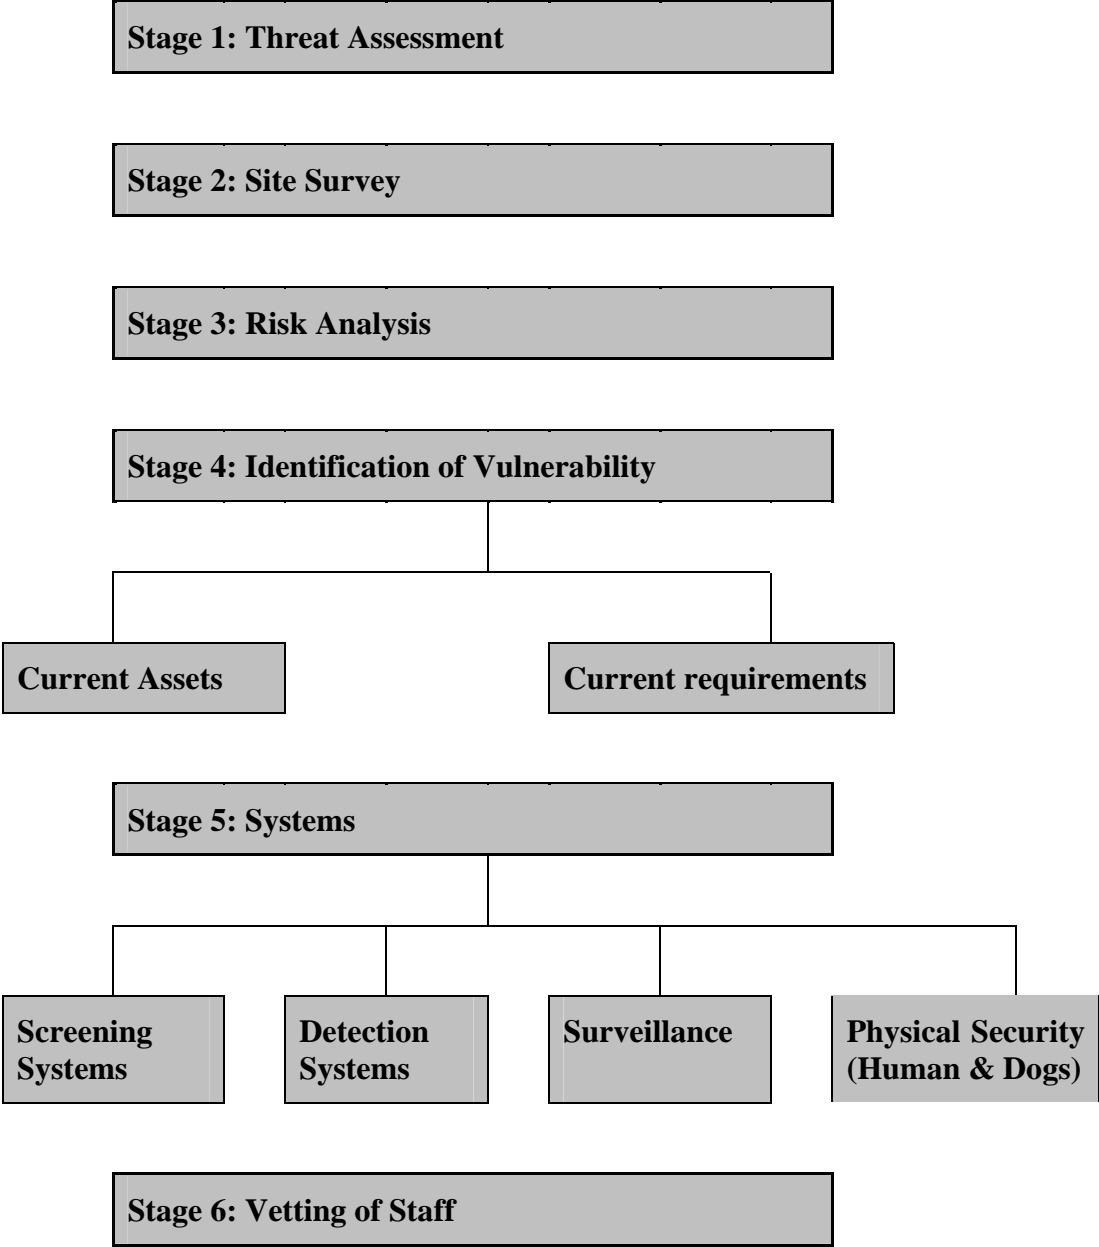 Stage 1: Threat Assessment
Stage 2: Site Survey
Stage 3: Risk Analysis
Stage 4: Identification of Vulnerability
Current Assets
Current requirements
Stage 5: Systems
Screening
Systems
Detection
Systems
Surveillance
Physical Security
(Human & Dogs)
Stage 6: Vetting of Staff